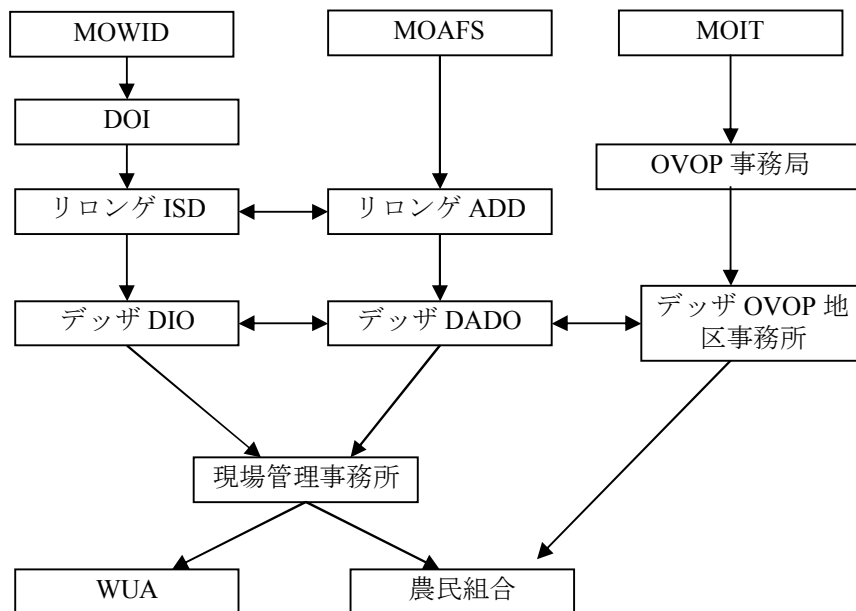 MOWID
MOAFS
MOIT
DOI
OVOP 事務局
リロンゲ ISD
リロンゲ ADD
デッザ DIO
デッザ DADO
デッザ OVOP 地
区事務所
現場管理事務所
WUA
農民組合